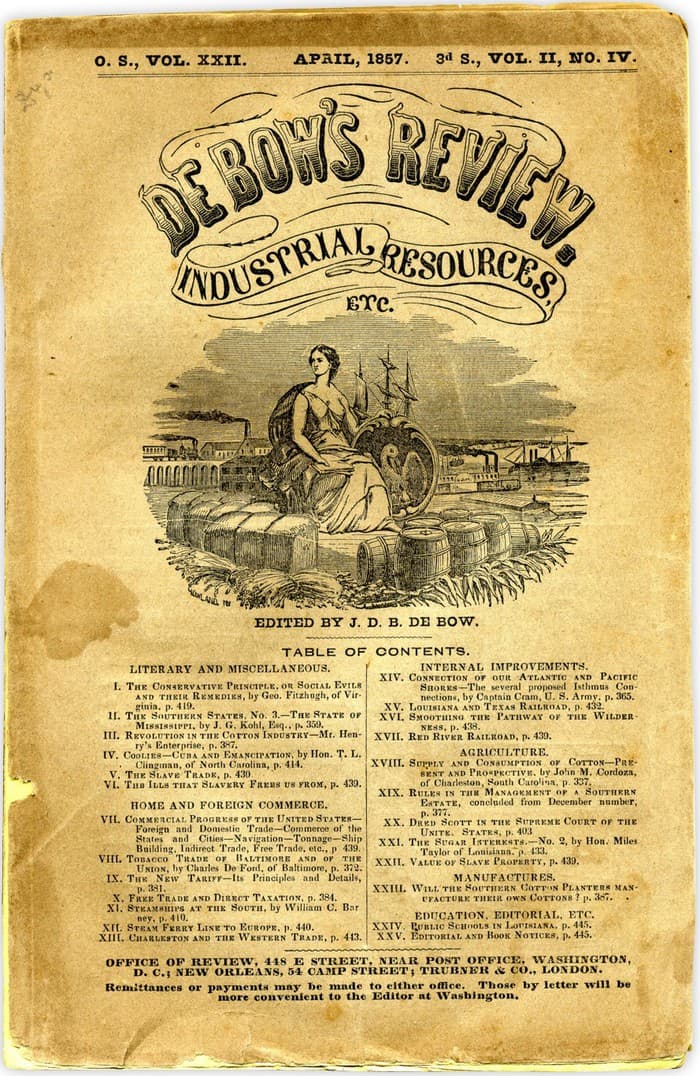 O. S., VOL. XXII. APRIL, 1857. 3d S., VOL. II, NO. IV.
DE BOW'S REVIEW.
INDUSTRIAL RESOURCES,
ETC.
EDITED BY J. D. B. DE BOW.
TABLE OF CONTENTS.
LITERARY AND MISCELLANEOUS.
I. The Conservative Principle, or Social Evils
and their Remedies, by Geo. Fitzhugh, of Vir-
ginia, p. 419.
II. The Southern States, No. 3.—The State of
Mississippi, by J. G. Kohl, Esq., p. 359.
III. Revolution in the Cotton Industry—Mr. Hen-
ry's Enterprise, p. 387.
IV. Coolies—Cuba and Emancipation, by Hon. T. L.
Clingman, of North Carolina, p. 414.
V. The Slave Trade, p. 439
VI. The Ills that Slavery Frees us from, p. 439.
HOME AND FOREIGN COMMERCE.
VII. Commercial Progress of the United States—
Foreign and Domestic Trade—Commerce of the
States and Cities—Navigation—Tonnage—Ship
Building, Indirect Trade, Free Trade, etc., p 439.
VIII. Tobacco Trade of Baltimore and of the
Union, by Charles De Ford, of Baltimore, p. 372.
IX. The New Tariff—Its Principles and Details,
p. 381.
X. Free Trade and Direct Taxation, p. 384.
XI. Steamships at the South, by William C. Bar
ney, p. 410.
XII. Steam Ferry Line to Europe, p. 440.
XIII. Charleston and the Western Trade, p. 443.
INTERNAL IMPROVEMENTS.
XIV. Connection of our Atlantic and Pacific
Shores—The several proposed Isthmus Con-
nections, by Captain Cram, U. S. Army, p. 365.
XV. Louisiana and Texas Railroad, p. 432.
XVI. Smoothing the Pathway of the Wilder-
ness, p. 438.
XVII. Red River Railroad, p. 439.
AGRICULTURE.
XVIII. Supply and Consumption of Cotton—Pre-
sent and Prospective, by John M. Cordoza,
of Charleston, South Carolina, p. 337.
XIX. Rules in the Management of a Southern
Estate, concluded from December number,
p. 377.
XX. Dred Scott in the Supreme Court of the
Unite. States, p. 403
XXI. The Sugar Interests.—No. 2, by Hon. Miles
Taylor of Louisiana, p. 433.
XXII. Value of Slave Property, p. 439.
MANUFACTURES.
XXIII. Will the Southern Cotton Planters Man-
ufacture their own Cottons? p. 387.
EDUCATION, EDITORIAL, ETC.
XXIV. Public Schools in Louisiana, p. 445.
XXV. Editorial and Book Notices, p. 445.
OFFICE OF REVIEW, 448 E STREET, NEAR POST OFFICE, WASHINGTON,
D. C.; NEW ORLEANS, 54 CAMP STREET; TRUBNER & CO., LONDON.
Remittances or payments may be made to either office. Those by letter will be
more convenient to the Editor at Washington.